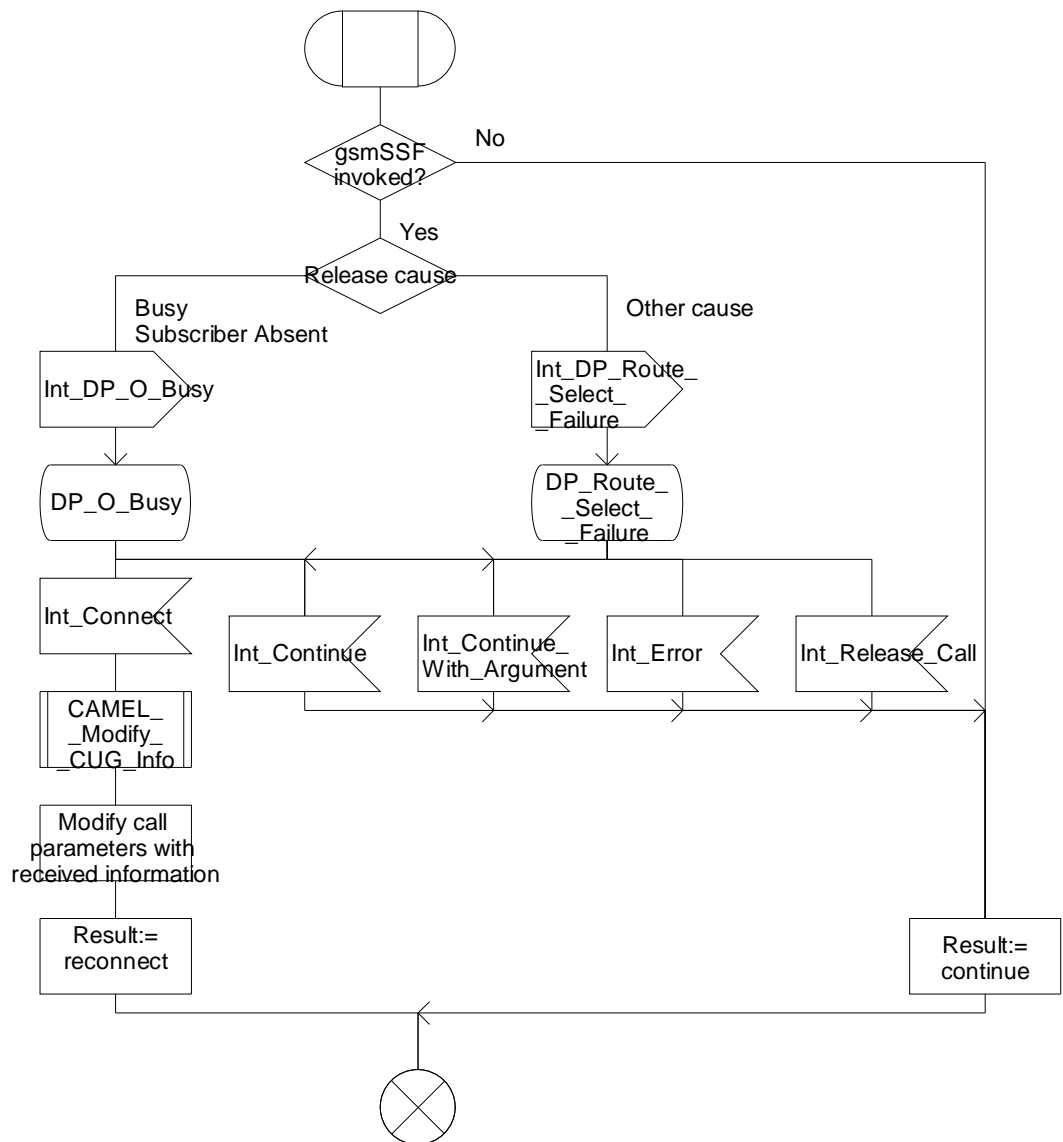 No
gsmSSF
invoked?
Yes
Release cause
Busy
Subscriber Absent
Other cause
Int_DP_O_Busy
Int_DP_Route_
_Select_
_Failure
DP_O_Busy
DP_Route_
_Select_
_Failure
Int_Connect
Int_Continue
Int_Continue_
With_Argument
Int_Error
Int_Release_Call
CAMEL_
_Modify_
_CUG_Info
Modify call
parameters with
received information
Result:=
reconnect
Result:=
continue